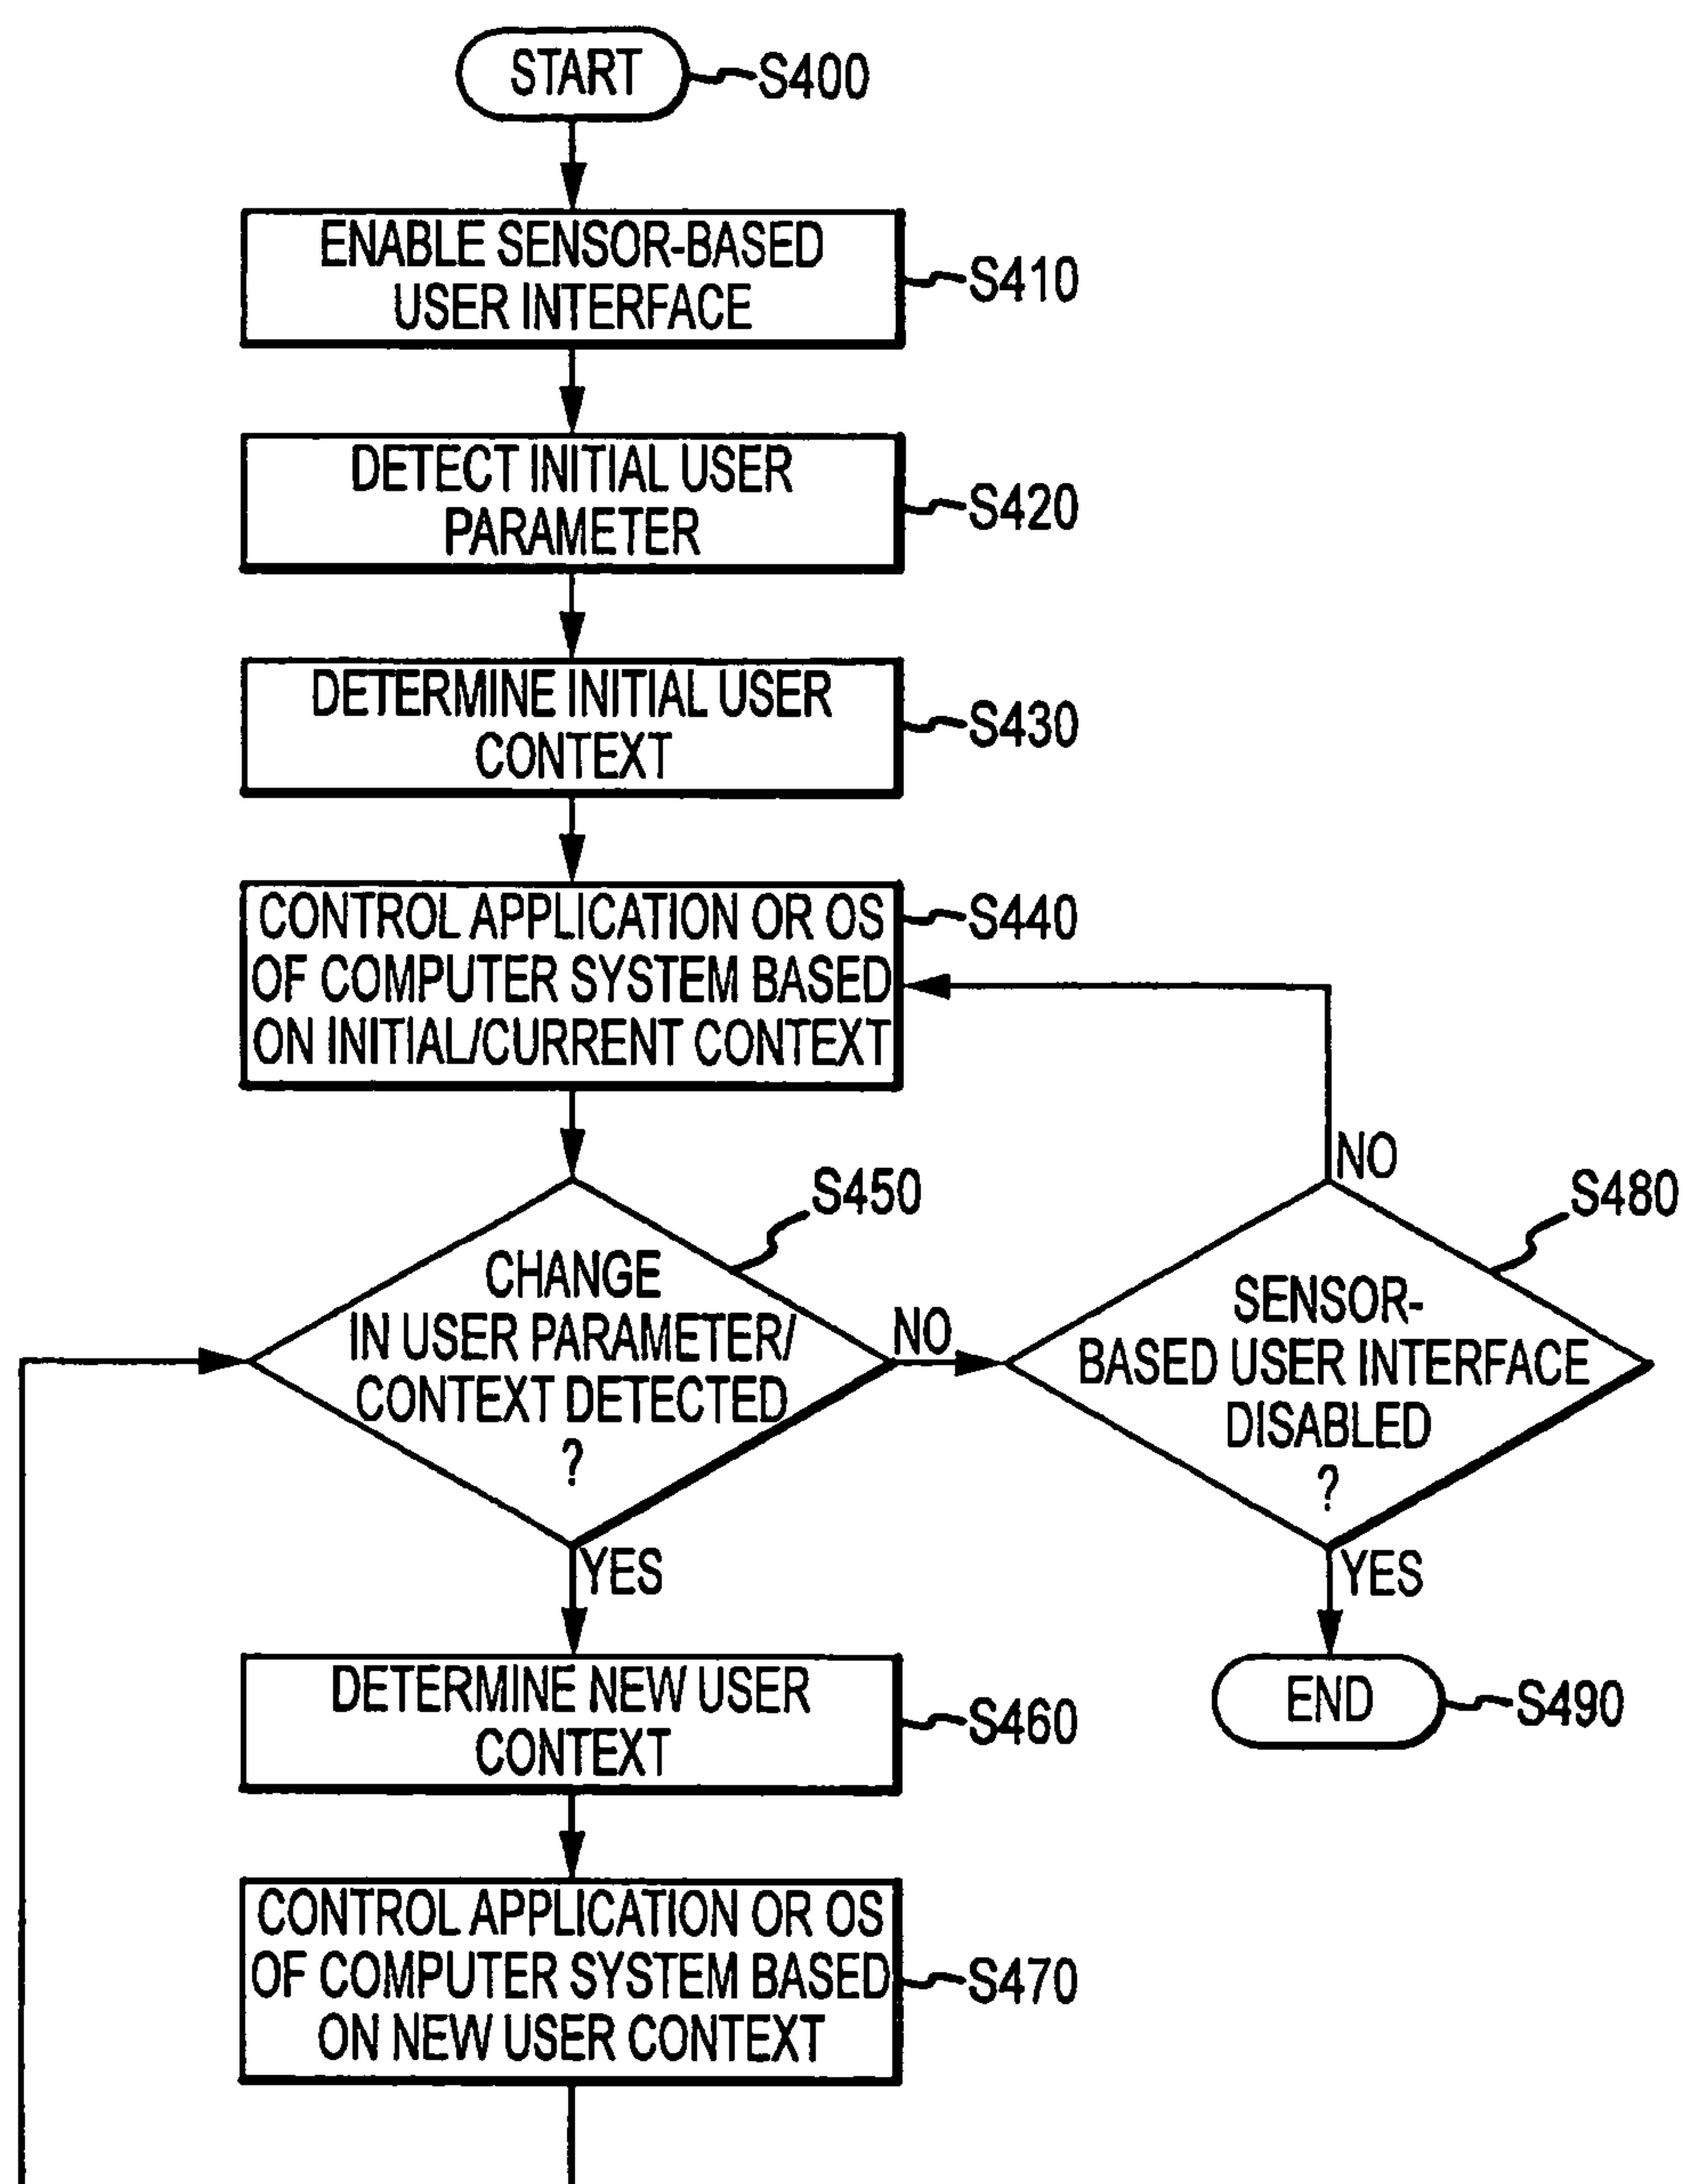 START
S400
ENABLE SENSOR-BASED
USER INTERFACE
S410
DETECT INITIAL USER
PARAMETER
S420
DETERMINE INITIAL USER
CONTEXT
S430
CONTROL APPLICATION OR OS
OF COMPUTER SYSTEM BASED
ON INITIAL/CURRENT CONTEXT
S440
CHANGE
IN USER PARAMETER/
CONTEXT DETECTED
?
S450
NO
SENSOR-
BASED USER INTERFACE
DISABLED
?
S480
NO
YES
END
S490
YES
DETERMINE NEW USER
CONTEXT
S460
CONTROL APPLICATION OR OS
OF COMPUTER SYSTEM BASED
ON NEW USER CONTEXT
S470